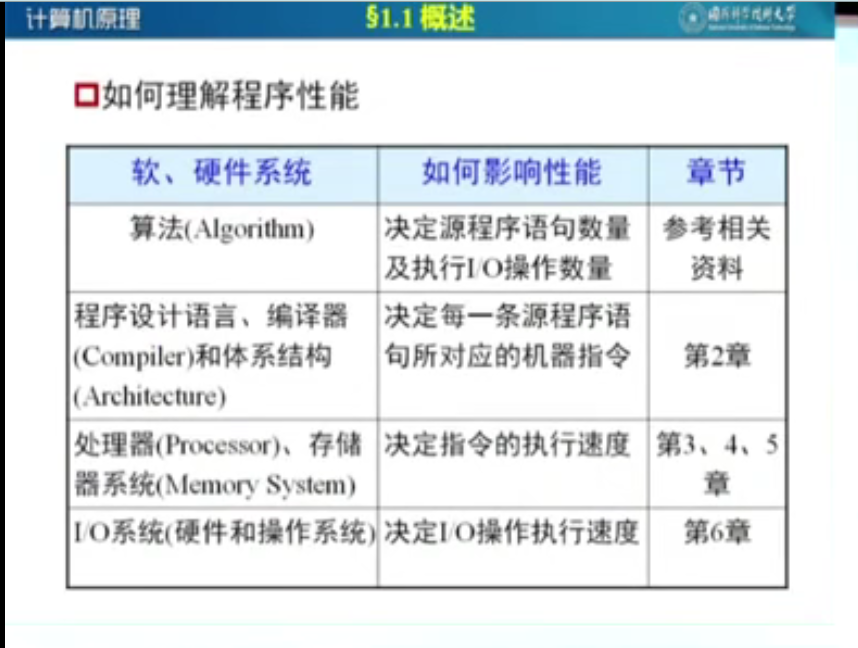 计算机原理
§1.1 概述
国防科学技术大学
如何理解程序性能
软、硬件系统
如何影响性能
章节
算法(Algorithm)
决定源程序语句数量
及执行I/O操作数量
参考相关
资料
程序设计语言、编译器
(Compiler)和体系结构
(Architecture)
决定每一条源程序语
句所对应的机器指令
第2章
处理器(Processor)、存储
器系统(Memory System)
决定指令的执行速度
第3、4、5
章
I/O系统(硬件和操作系统)
决定I/O操作执行速度
第6章